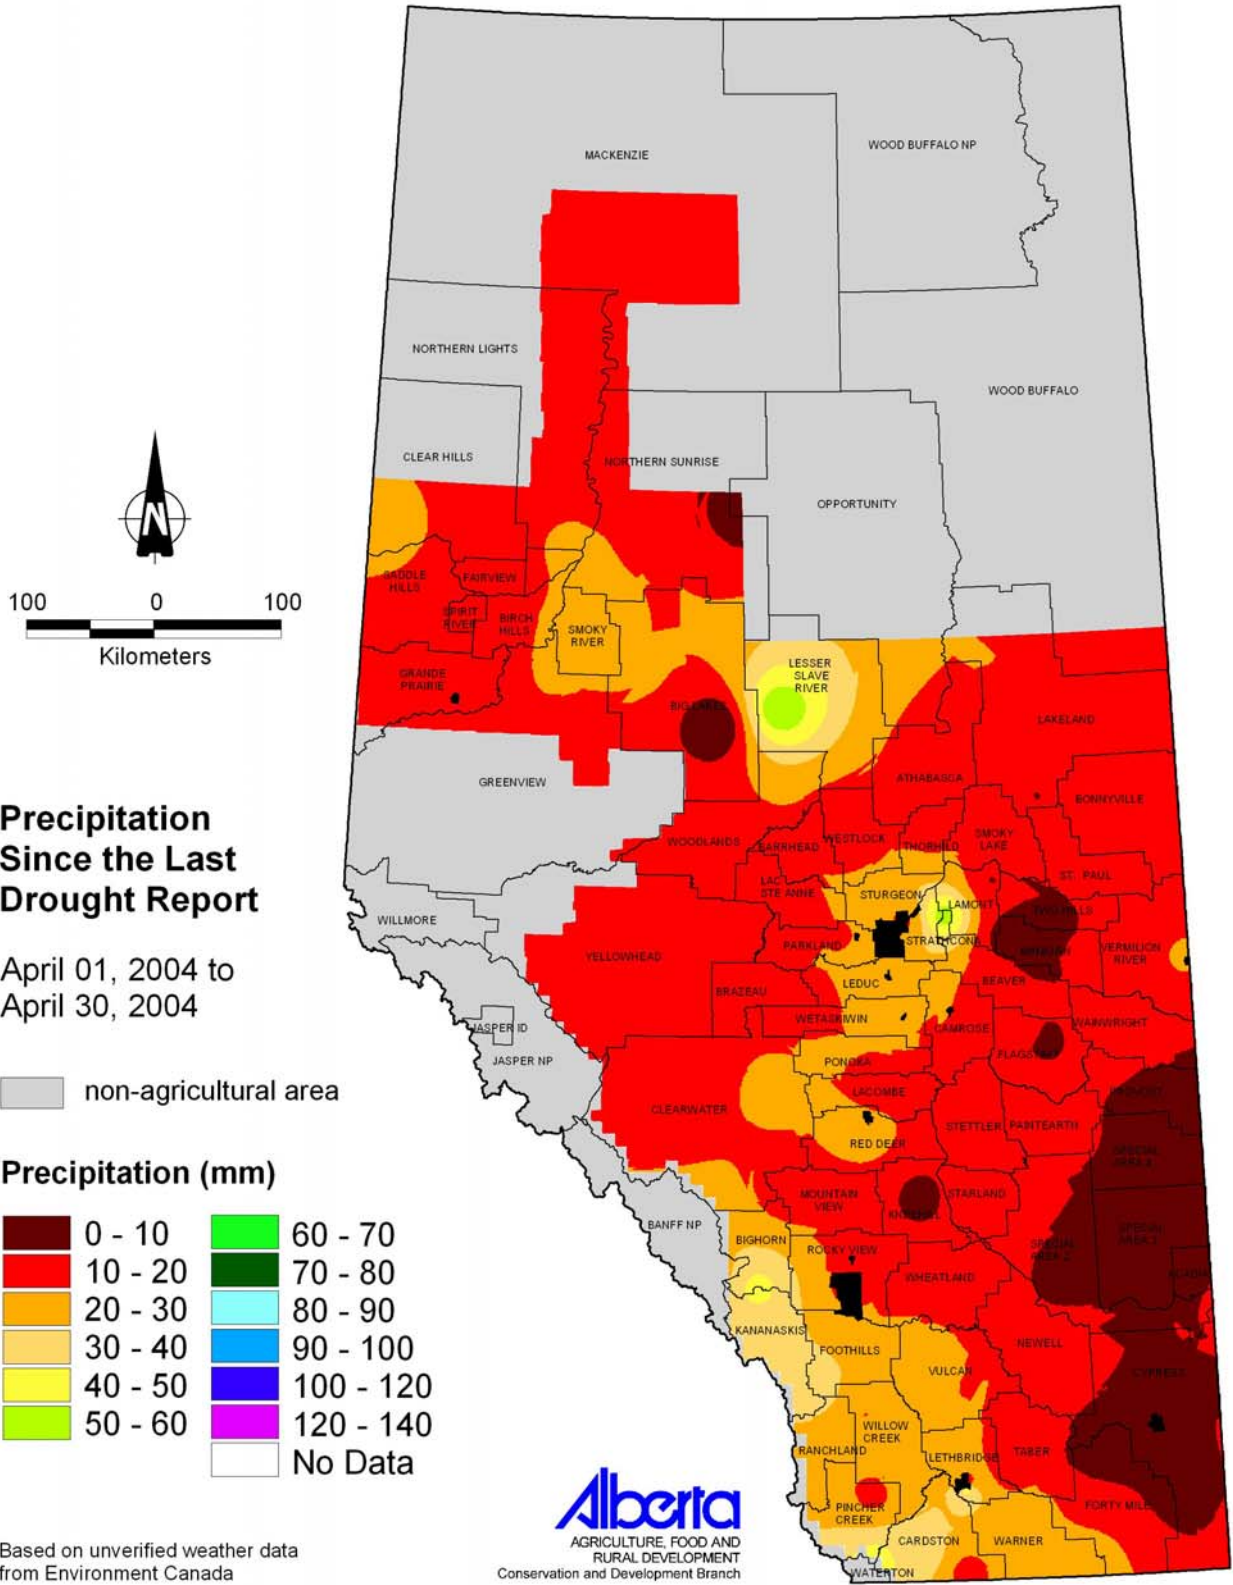 MACKENZIE
WOOD BUFFALO NP
NORTHERN LIGHTS
WOOD BUFFALO
CLEAR HILLS
NORTHERN SUNRISE
OPPORTUNITY
N
SADDLE
HILLS
FAIRVIEW
SPIRIT
RIVER
BIRCH
HILLS
SMOKY
RIVER
100 0 100
Kilometers
LESSER
SLAVE
RIVER
GRANDE
PRAIRIE
BIG LAKES
LAKELAND
GREENVIEW
ATHABASCA
BONNYVILLE
Precipitation
Since the Last
Drought Report
WOODLANDS
BARRHEAD
WESTLOCK
THORHILD
SMOKY
LAKE
ST. PAUL
LAC
STE ANNE
STURGEON
LAMONT
TWO HILLS
WILLMORE
PARKLAND
STRATHCONA
MINBURN
VERMILION
RIVER
YELLOWHEAD
April 01, 2004 to
April 30, 2004
LEDUC
BEAVER
BRAZEAU
WETASKIWIN
CAMROSE
WAINWRIGHT
JASPER ID
JASPER NP
FLAGSTAFF
PONOKA
non-agricultural area
LACOMBE
PROVOST
CLEARWATER
STETTLER
PAINTEARTH
RED DEER
SPECIAL
AREA 4
Precipitation (mm)
MOUNTAIN
VIEW
KNEEHILL
STARLAND
BANFF NP
BIGHORN
ROCKY VIEW
SPECIAL
AREA 2
SPECIAL
AREA 3
WHEATLAND
ACADIA
0 - 10
10 - 20
20 - 30
30 - 40
40 - 50
50 - 60
60 - 70
70 - 80
80 - 90
90 - 100
100 - 120
120 - 140
No Data
KANANASKIS
FOOTHILLS
NEWELL
VULCAN
CYPRESS
WILLOW
CREEK
RANCHLAND
LETHBRIDGE
TABER
PINCHER
CREEK
FORTY MILE
CARDSTON
WARNER
WATERTON
Alberta
AGRICULTURE, FOOD AND
RURAL DEVELOPMENT
Conservation and Development Branch
Based on unverified weather data
from Environment Canada